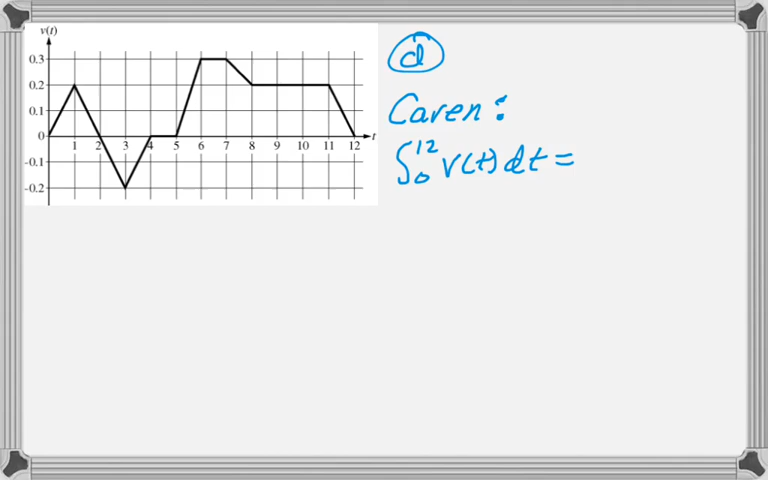 v(t)
0.3
0.2
0.1
0
-0.1
-0.2
1 2 3 4 5 6 7 8 9 10 11 12
t
d
Caren:
∫₀¹² v(t) dt =